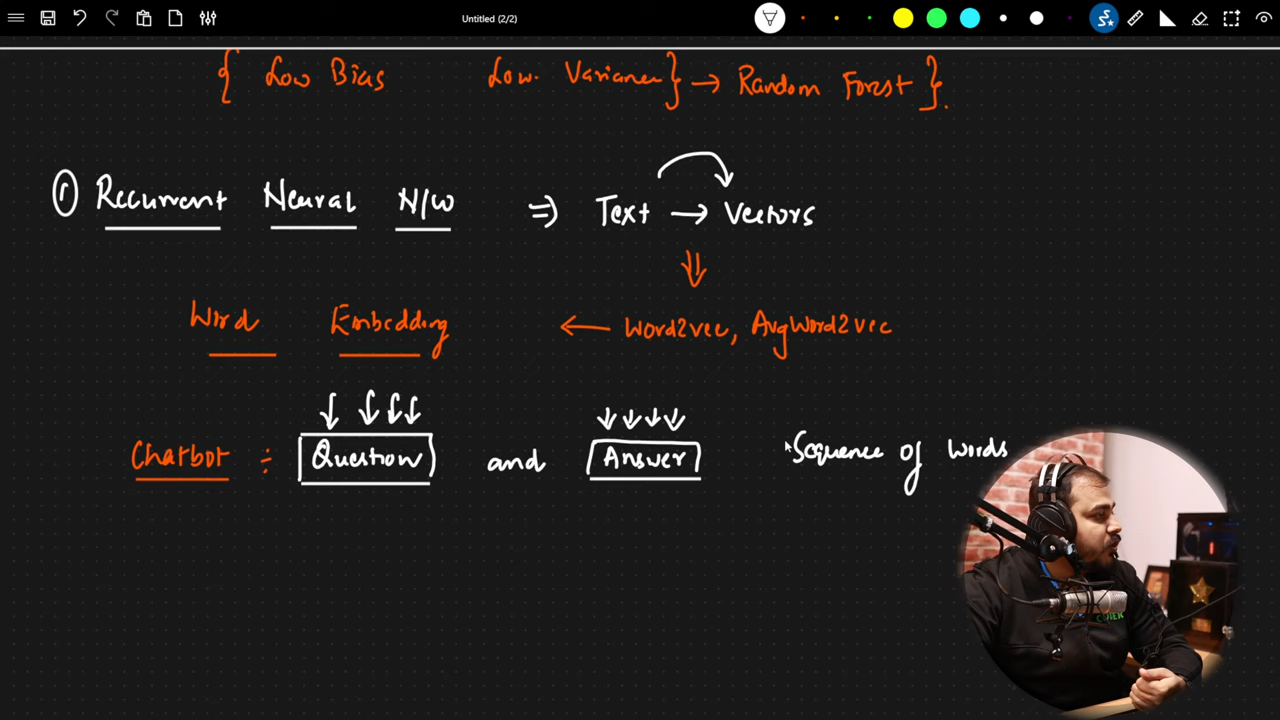 Untitled (2/2)
{ Low Bias Low. Variance } → Random Forest }.
① Recurrent Neural N/W ⇒ Text → Vectors
Word Embedding ← Word2vec, AvgWord2vec
Chatbot ÷ Question and Answer Sequence of words